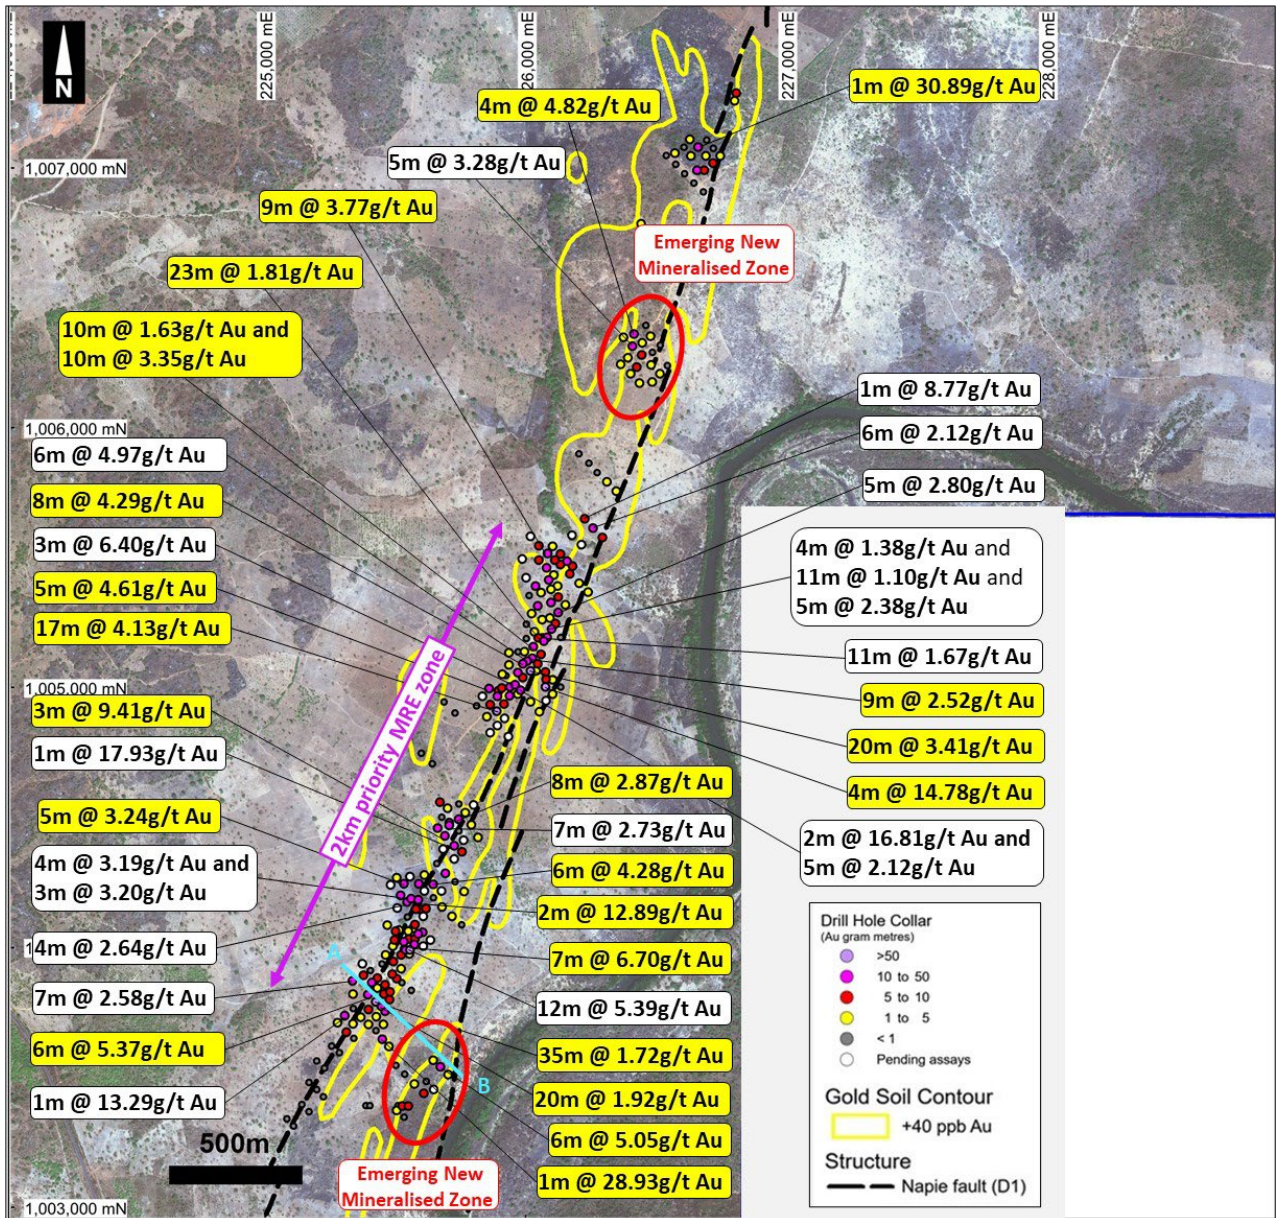 N
225,000 mE
26,000 mE
227,000 mE
228,000 mE
1,007,000 mN
1,006,000 mN
1,005,000 mN
1,003,000 mN
1m @ 30.89g/t Au
4m @ 4.82g/t Au
5m @ 3.28g/t Au
9m @ 3.77g/t Au
Emerging New
Mineralised Zone
23m @ 1.81g/t Au
10m @ 1.63g/t Au and
10m @ 3.35g/t Au
6m @ 4.97g/t Au
8m @ 4.29g/t Au
3m @ 6.40g/t Au
5m @ 4.61g/t Au
17m @ 4.13g/t Au
3m @ 9.41g/t Au
1m @ 17.93g/t Au
5m @ 3.24g/t Au
4m @ 3.19g/t Au and
3m @ 3.20g/t Au
14m @ 2.64g/t Au
7m @ 2.58g/t Au
6m @ 5.37g/t Au
1m @ 13.29g/t Au
500m
2km priority MRE zone
A
B
1m @ 8.77g/t Au
6m @ 2.12g/t Au
5m @ 2.80g/t Au
4m @ 1.38g/t Au and
11m @ 1.10g/t Au and
5m @ 2.38g/t Au
11m @ 1.67g/t Au
9m @ 2.52g/t Au
20m @ 3.41g/t Au
4m @ 14.78g/t Au
2m @ 16.81g/t Au and
5m @ 2.12g/t Au
8m @ 2.87g/t Au
7m @ 2.73g/t Au
6m @ 4.28g/t Au
2m @ 12.89g/t Au
7m @ 6.70g/t Au
12m @ 5.39g/t Au
35m @ 1.72g/t Au
20m @ 1.92g/t Au
6m @ 5.05g/t Au
1m @ 28.93g/t Au
Emerging New
Mineralised Zone
Drill Hole Collar
(Au gram metres)
>50
10 to 50
5 to 10
1 to 5
< 1
Pending assays
Gold Soil Contour
+40 ppb Au
Structure
Napie fault (D1)